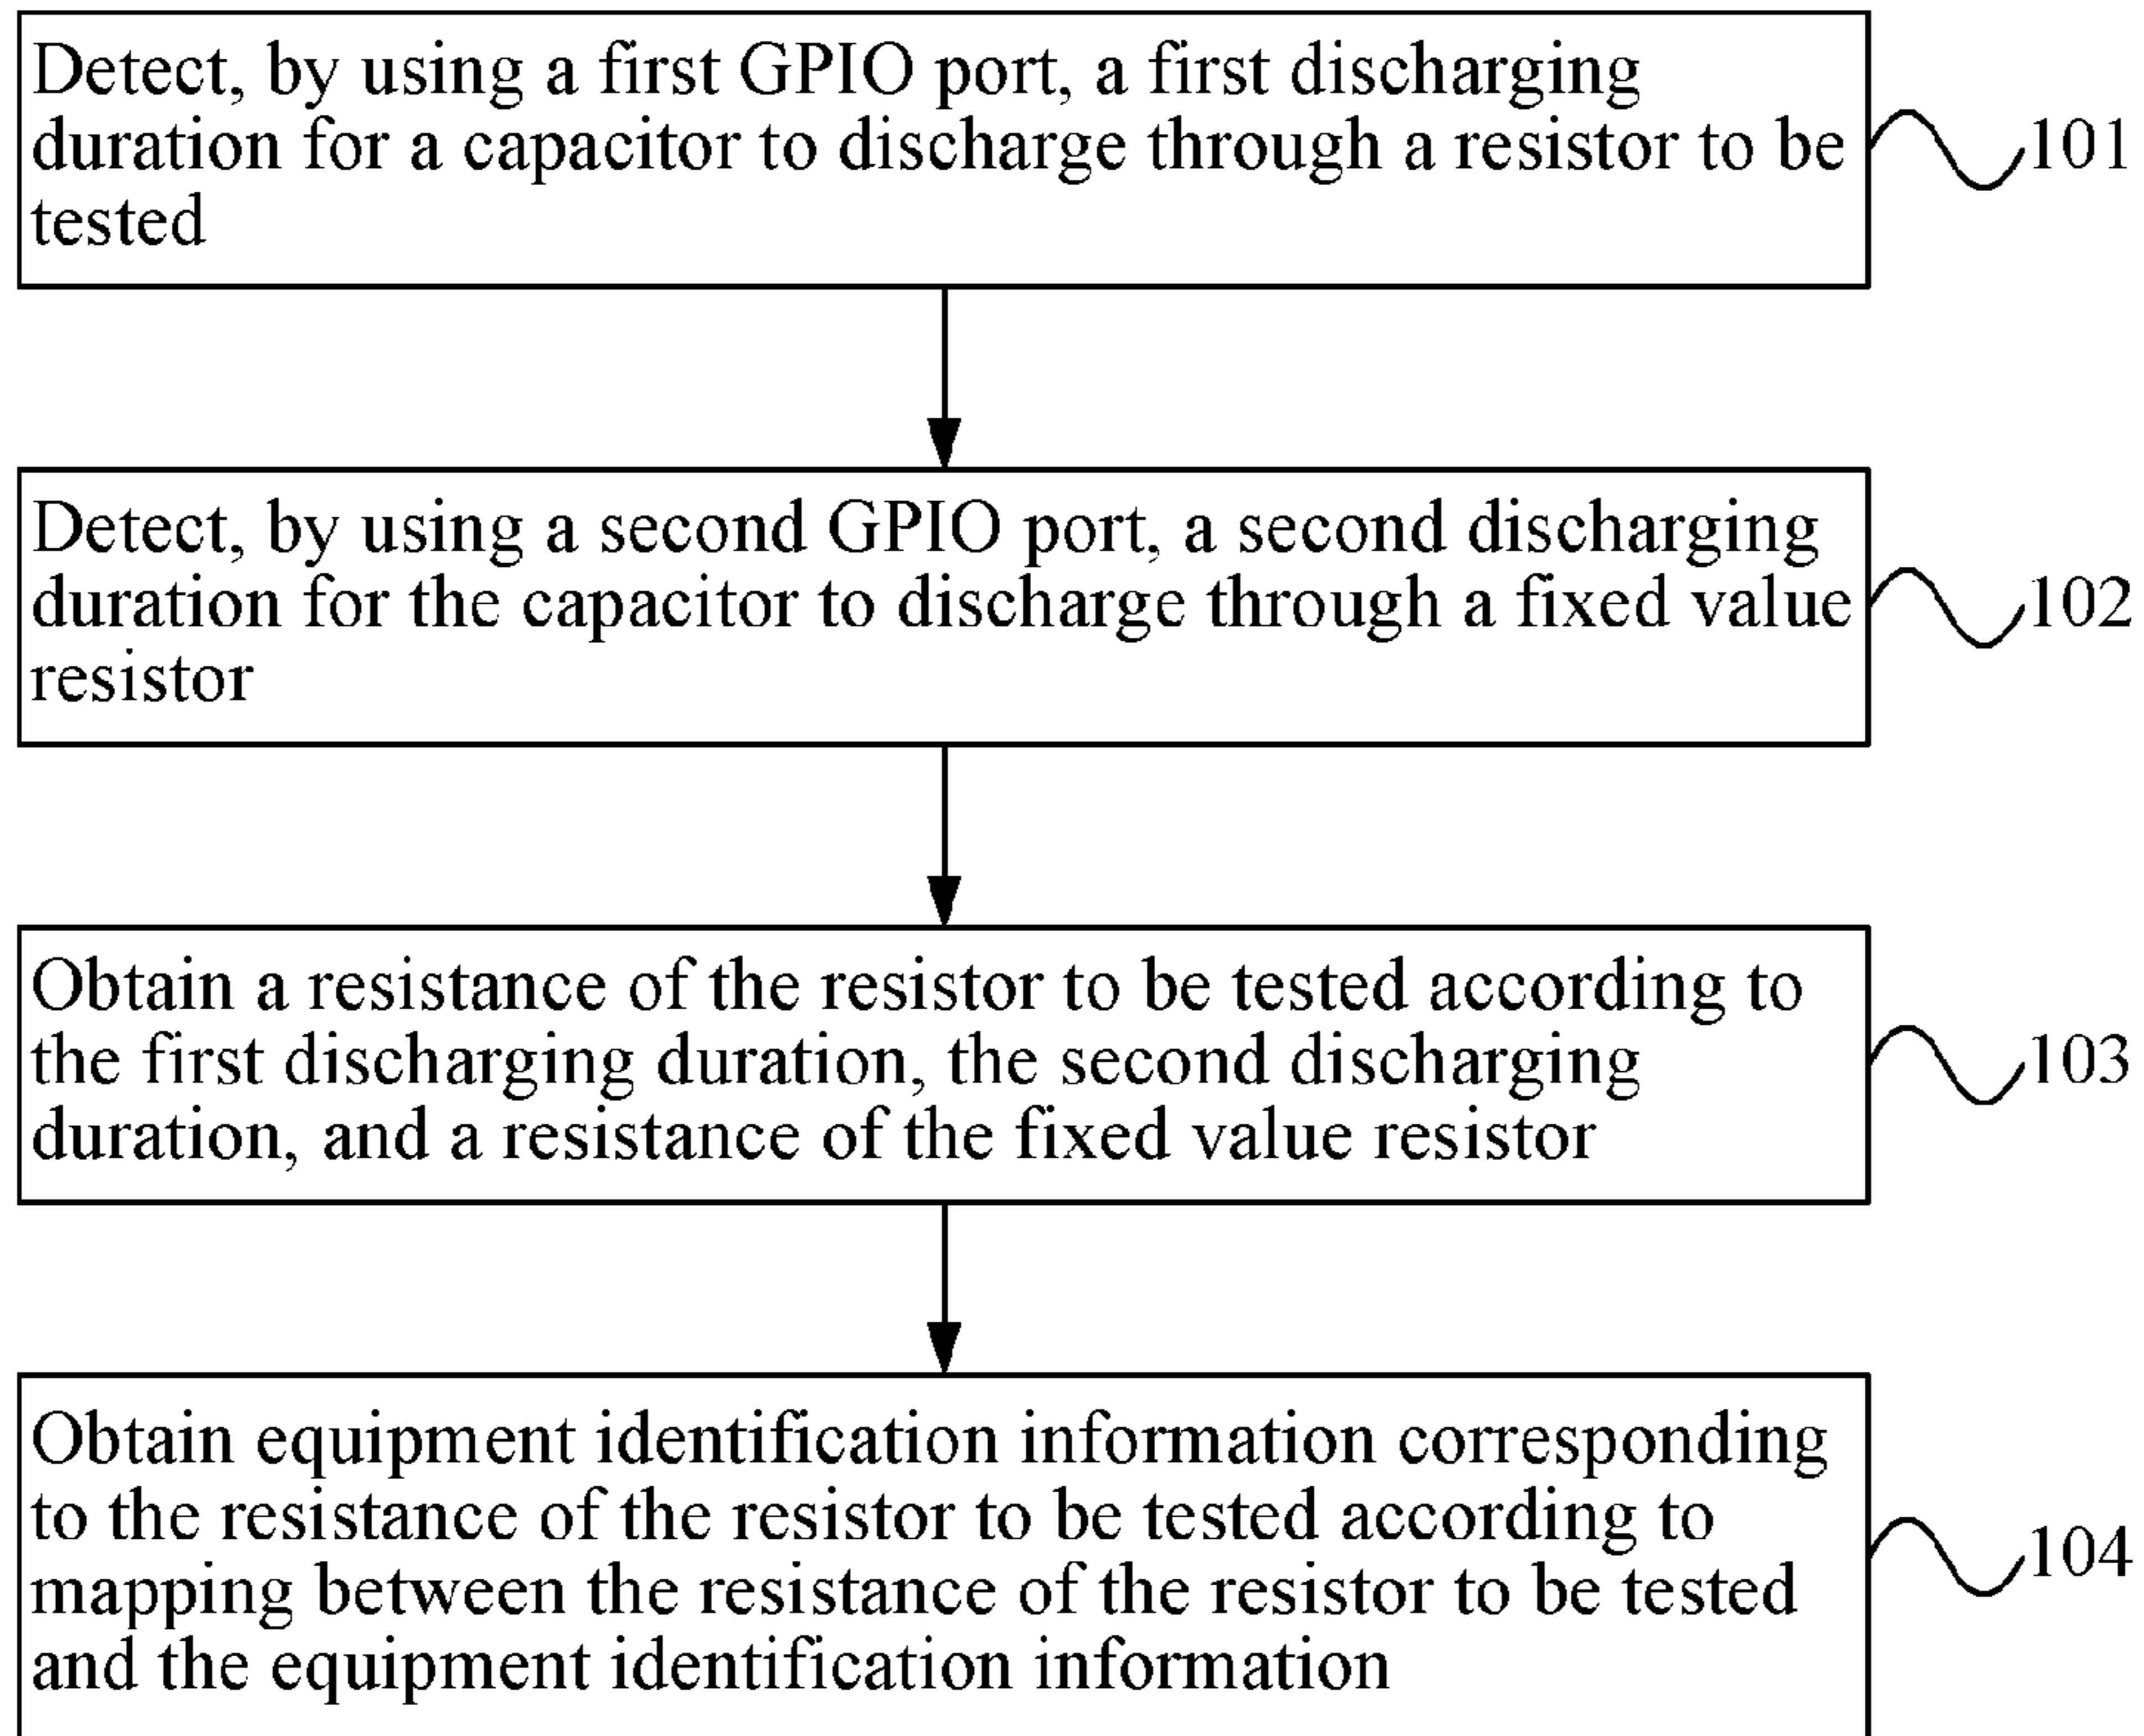 Detect, by using a first GPIO port, a first discharging
duration for a capacitor to discharge through a resistor to be
tested
101
Detect, by using a second GPIO port, a second discharging
duration for the capacitor to discharge through a fixed value
resistor
102
Obtain a resistance of the resistor to be tested according to
the first discharging duration, the second discharging
duration, and a resistance of the fixed value resistor
103
Obtain equipment identification information corresponding
to the resistance of the resistor to be tested according to
mapping between the resistance of the resistor to be tested
and the equipment identification information
104